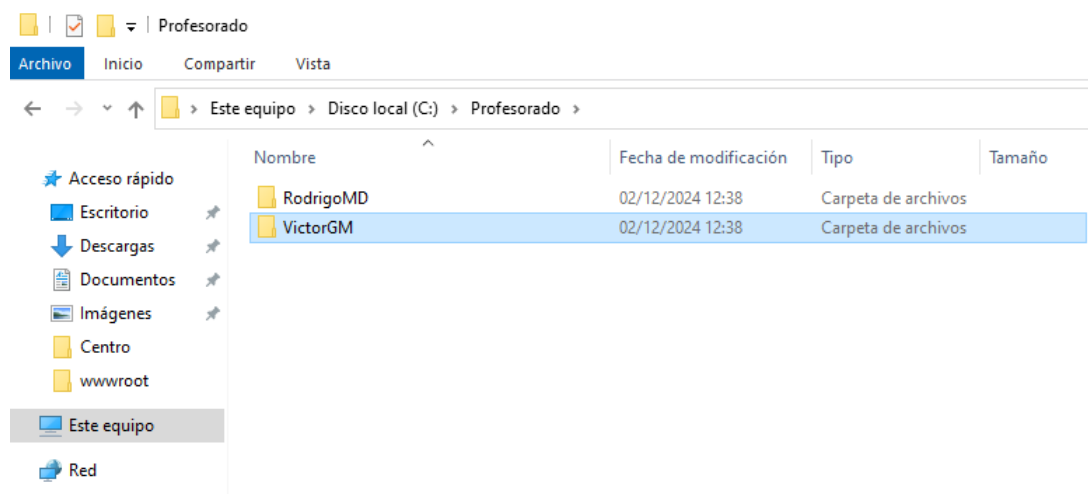 Profesorado
Archivo Inicio Compartir Vista
Este equipo > Disco local (C:) > Profesorado >
Nombre Fecha de modificación Tipo Tamaño
Acceso rápido
Escritorio
Descargas
Documentos
Imágenes
Centro
wwwroot
Este equipo
Red
RodrigoMD 02/12/2024 12:38 Carpeta de archivos
VictorGM 02/12/2024 12:38 Carpeta de archivos